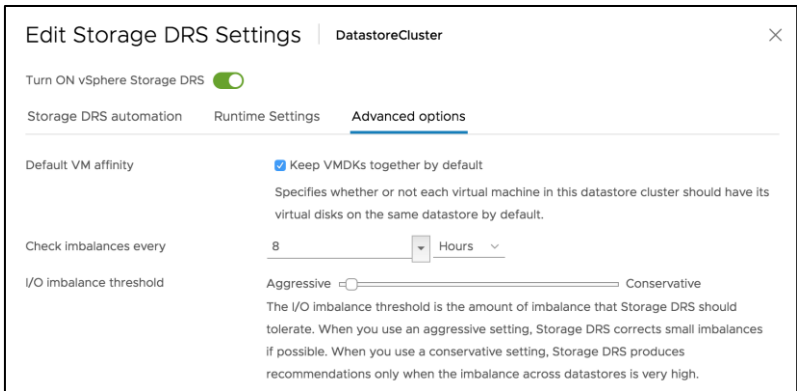 Edit Storage DRS Settings DatastoreCluster
Turn ON vSphere Storage DRS
Storage DRS automation Runtime Settings Advanced options
Default VM affinity Keep VMDKs together by default
Specifies whether or not each virtual machine in this datastore cluster should have its
virtual disks on the same datastore by default.
Check imbalances every 8 Hours
I/O imbalance threshold Aggressive Conservative
The I/O imbalance threshold is the amount of imbalance that Storage DRS should
tolerate. When you use an aggressive setting, Storage DRS corrects small imbalances
if possible. When you use a conservative setting, Storage DRS produces
recommendations only when the imbalance across datastores is very high.